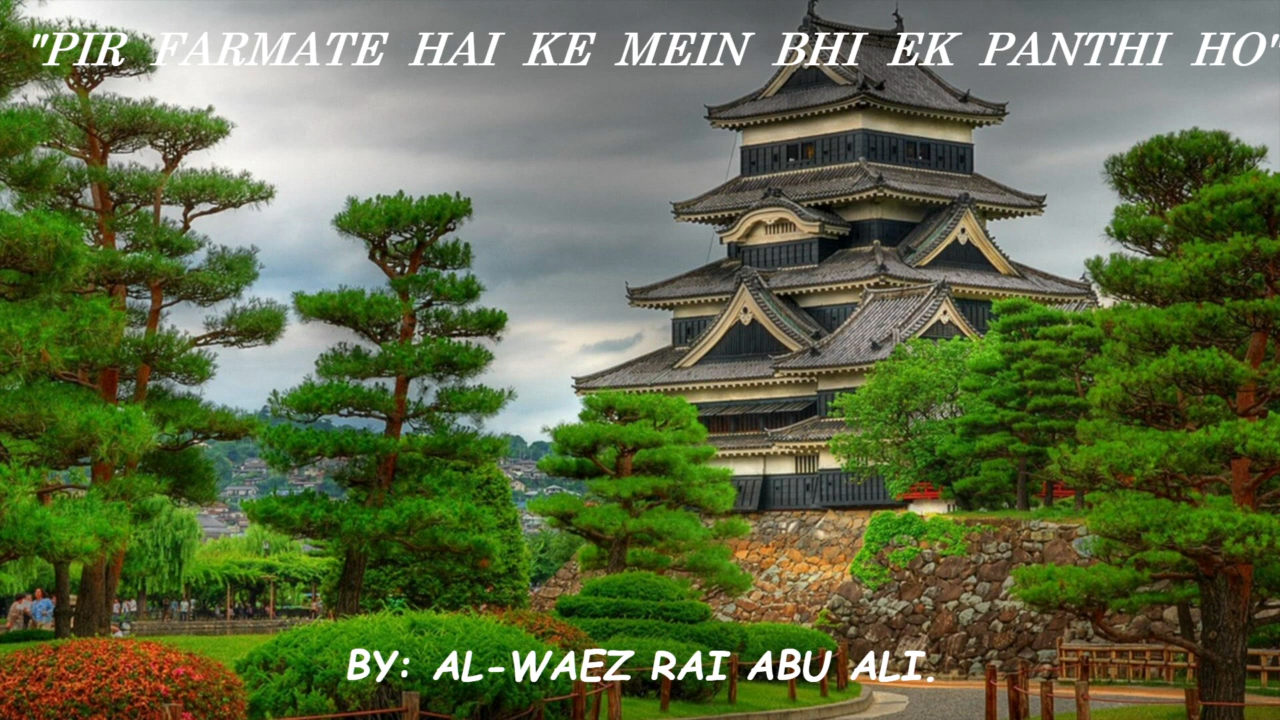 "PIR FARMATE HAI KE MEIN BHI EK PANTHI HO"
BY: AL-WAEZ RAI ABU ALI.